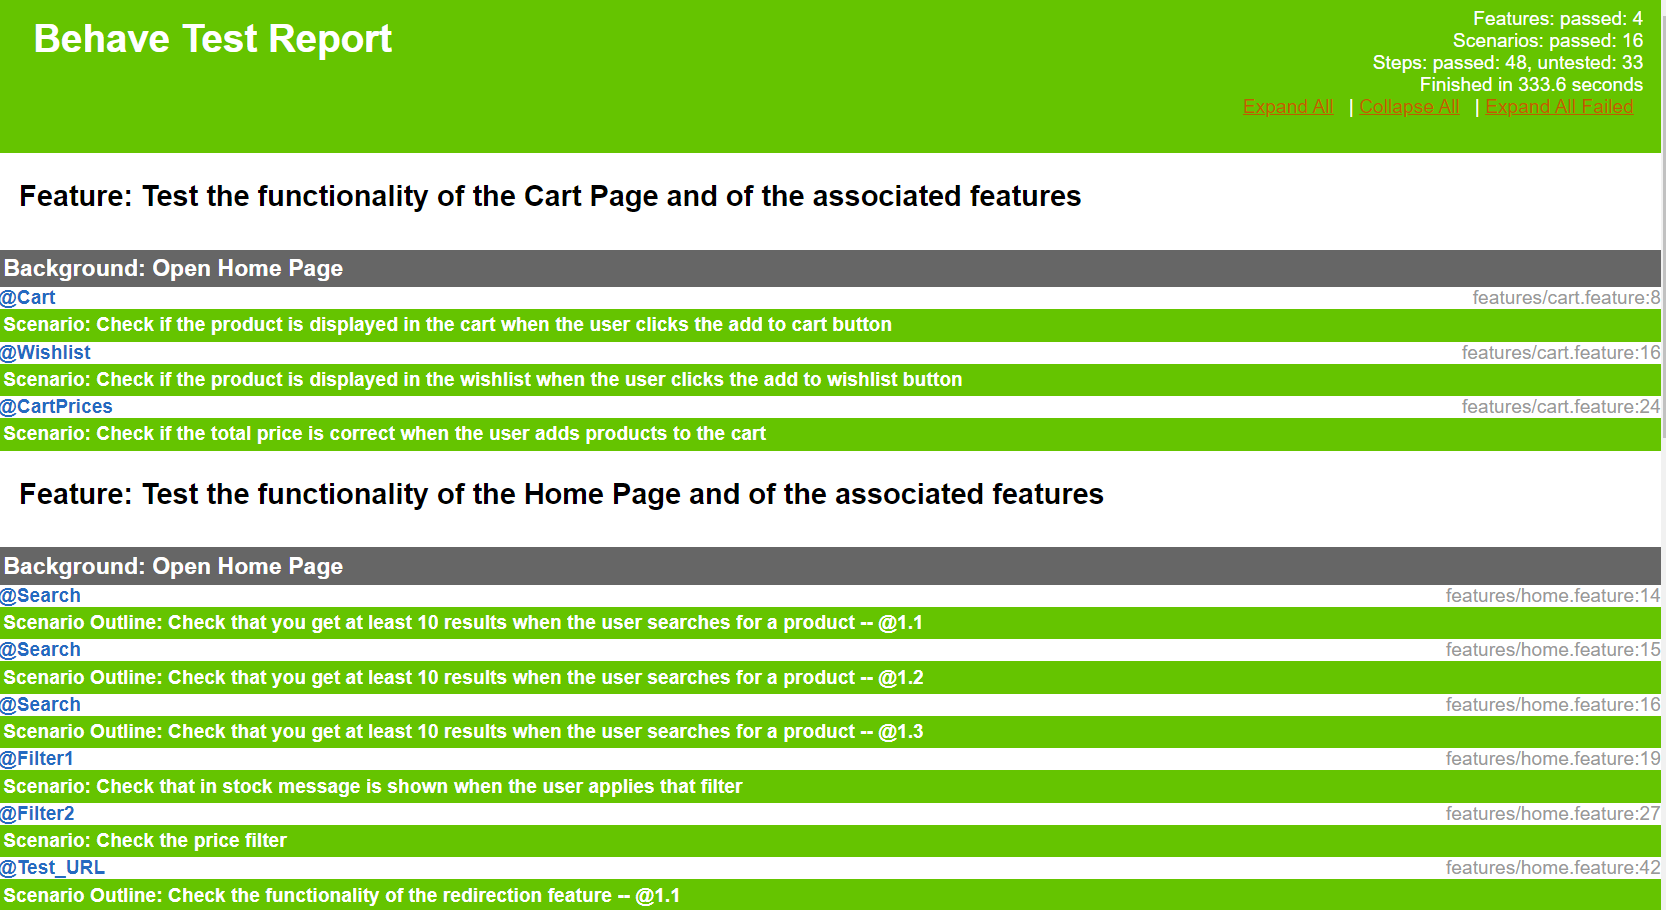 Behave Test Report
Features: passed: 4
Scenarios: passed: 16
Steps: passed: 48, untested: 33
Finished in 333.6 seconds
Expand All | Collapse All | Expand All Failed
Feature: Test the functionality of the Cart Page and of the associated features
Background: Open Home Page
@Cart features/cart.feature:8
Scenario: Check if the product is displayed in the cart when the user clicks the add to cart button
@Wishlist features/cart.feature:16
Scenario: Check if the product is displayed in the wishlist when the user clicks the add to wishlist button
@CartPrices features/cart.feature:24
Scenario: Check if the total price is correct when the user adds products to the cart
Feature: Test the functionality of the Home Page and of the associated features
Background: Open Home Page
@Search features/home.feature:14
Scenario Outline: Check that you get at least 10 results when the user searches for a product -- @1.1
@Search features/home.feature:15
Scenario Outline: Check that you get at least 10 results when the user searches for a product -- @1.2
@Search features/home.feature:16
Scenario Outline: Check that you get at least 10 results when the user searches for a product -- @1.3
@Filter1 features/home.feature:19
Scenario: Check that in stock message is shown when the user applies that filter
@Filter2 features/home.feature:27
Scenario: Check the price filter
@Test_URL features/home.feature:42
Scenario Outline: Check the functionality of the redirection feature -- @1.1